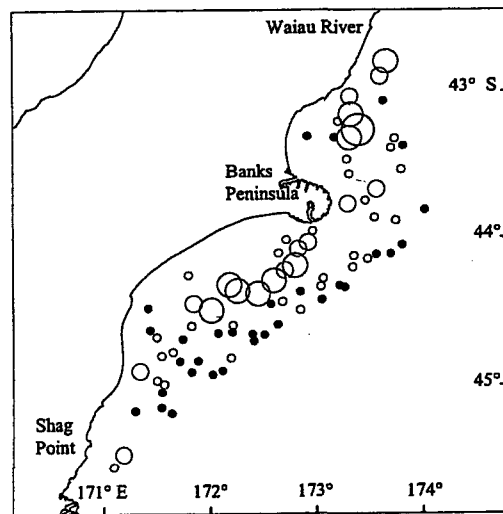 Waiau River
43° S.
Banks
Peninsula
44°
45°
Shag
Point
171° E
172°
173°
174°